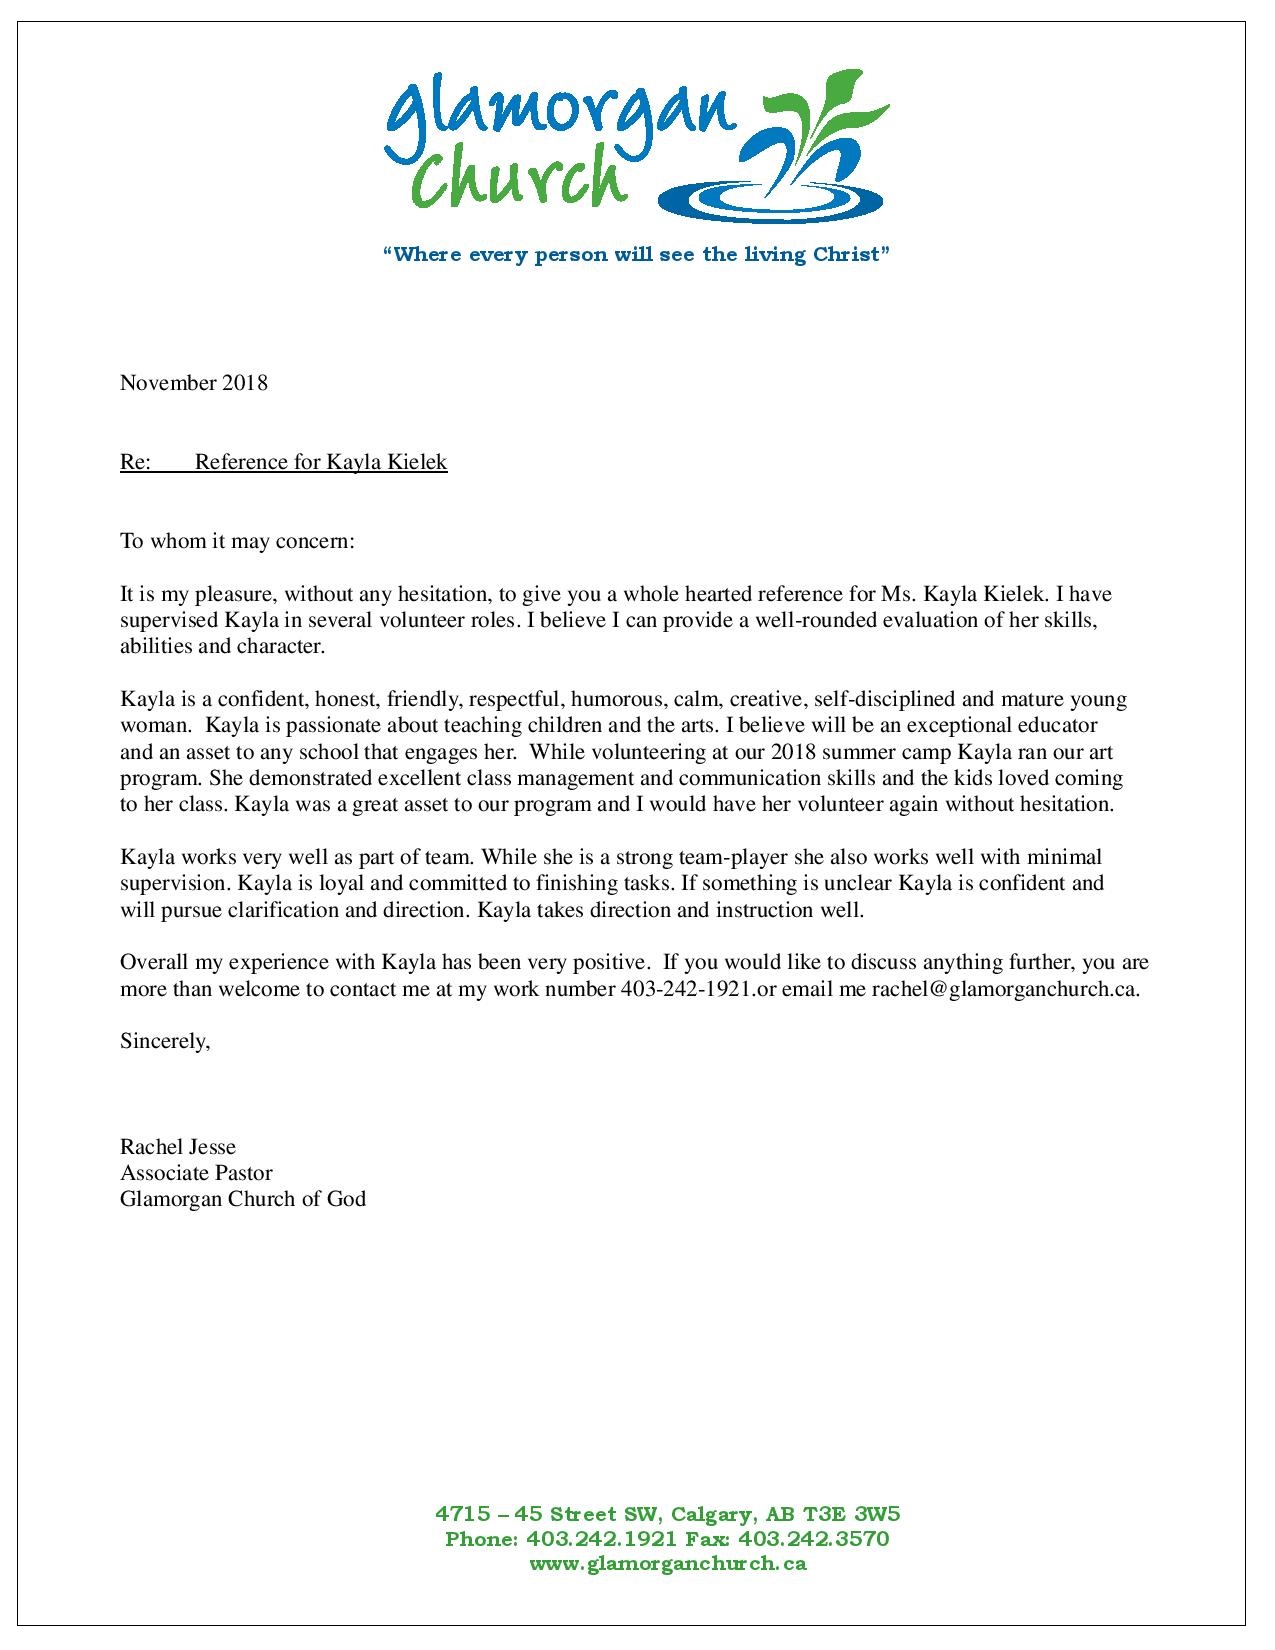 glamorgan
Church
“Where every person will see the living Christ”
November 2018
Re: Reference for Kayla Kielek
To whom it may concern:
It is my pleasure, without any hesitation, to give you a whole hearted reference for Ms. Kayla Kielek. I have
supervised Kayla in several volunteer roles. I believe I can provide a well-rounded evaluation of her skills,
abilities and character.
Kayla is a confident, honest, friendly, respectful, humorous, calm, creative, self-disciplined and mature young
woman.  Kayla is passionate about teaching children and the arts. I believe will be an exceptional educator
and an asset to any school that engages her.  While volunteering at our 2018 summer camp Kayla ran our art
program. She demonstrated excellent class management and communication skills and the kids loved coming
to her class. Kayla was a great asset to our program and I would have her volunteer again without hesitation.
Kayla works very well as part of team. While she is a strong team-player she also works well with minimal
supervision. Kayla is loyal and committed to finishing tasks. If something is unclear Kayla is confident and
will pursue clarification and direction. Kayla takes direction and instruction well.
Overall my experience with Kayla has been very positive.  If you would like to discuss anything further, you are
more than welcome to contact me at my work number 403-242-1921.or email me rachel@glamorganchurch.ca.
Sincerely,
Rachel Jesse
Associate Pastor
Glamorgan Church of God
4715 – 45 Street SW, Calgary, AB T3E 3W5
Phone: 403.242.1921 Fax: 403.242.3570
www.glamorganchurch.ca